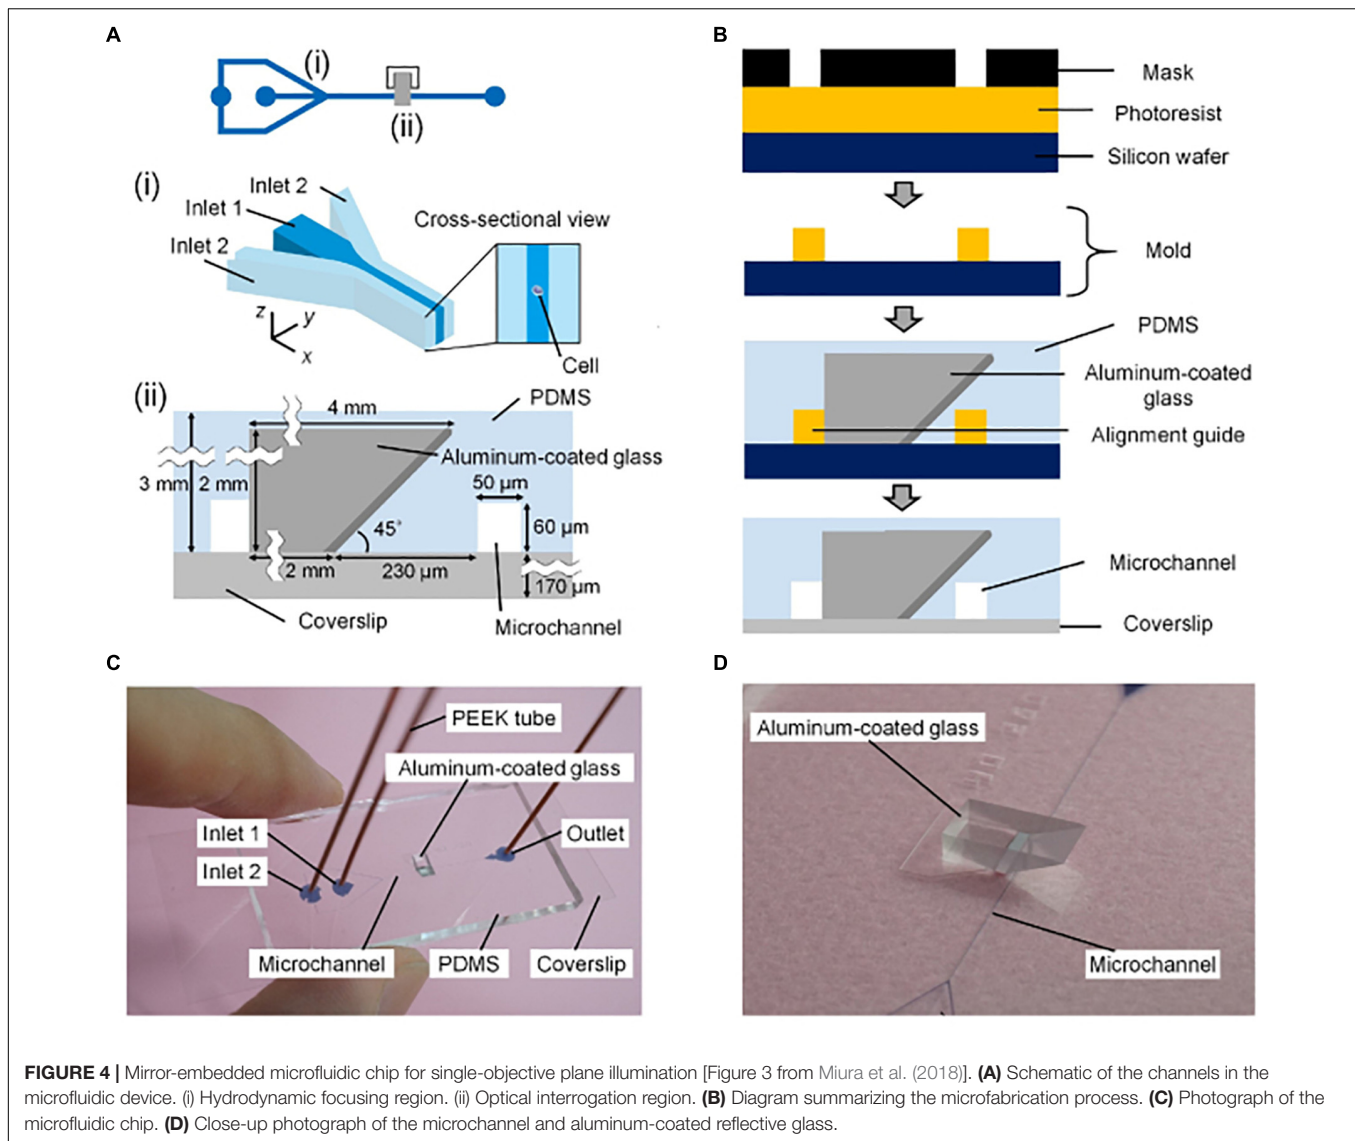 A
(i)
(ii)
(i)
Inlet 2
Inlet 1
Inlet 2
Cross-sectional view
z
y
x
Cell
(ii)
4 mm
PDMS
Aluminum-coated glass
3 mm
2 mm
50 µm
60 µm
45°
2 mm
230 µm
170 µm
Coverslip
Microchannel
B
Mask
Photoresist
Silicon wafer
Mold
PDMS
Aluminum-coated
glass
Alignment guide
Microchannel
Coverslip
C
PEEK tube
Aluminum-coated glass
Inlet 1
Outlet
Inlet 2
Microchannel
PDMS
Coverslip
D
Aluminum-coated glass
Microchannel
FIGURE 4 | Mirror-embedded microfluidic chip for single-objective plane illumination [Figure 3 from Miura et al. (2018)]. (A) Schematic of the channels in the
microfluidic device. (i) Hydrodynamic focusing region. (ii) Optical interrogation region. (B) Diagram summarizing the microfabrication process. (C) Photograph of the
microfluidic chip. (D) Close-up photograph of the microchannel and aluminum-coated reflective glass.